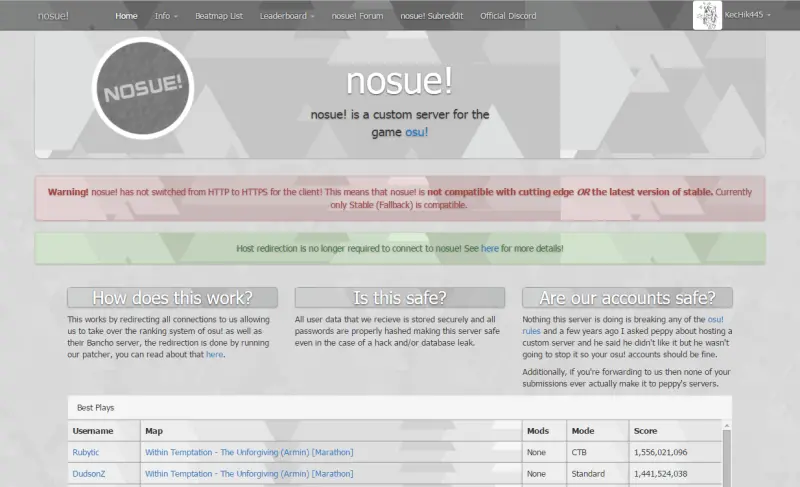 nosue! Home Info Beatmap List Leaderboard nosue! Forum nosue! Subreddit Official Discord KecHik445
NOSUE!
nosue!
nosue! is a custom server for the
game osu!
Warning! nosue! has not switched from HTTP to HTTPS for the client! This means that nosue! is not compatible with cutting edge OR the latest version of stable. Currently
only Stable (Fallback) is compatible.
Host redirection is no longer required to connect to nosue! See here for more details!
How does this work?
This works by redirecting all connections to us allowing
us to take over the ranking system of osu! as well as
their Bancho server, the redirection is done by running
our patcher, you can read about that here.
Is this safe?
All user data that we recieve is stored securely and all
passwords are properly hashed making this server safe
even in the case of a hack and/or database leak.
Are our accounts safe?
Nothing this server is doing is breaking any of the osu!
rules and a few years ago I asked peppy about hosting a
custom server and he said he didn't like it but he wasn't
going to stop it so your osu! accounts should be fine.
Additionally, if you're forwarding to us then none of your
submissions ever actually make it to peppy's servers.
Best Plays
Username Map Mods Mode Score
Rubytic Within Temptation - The Unforgiving (Armin) [Marathon] None CTB 1,556,021,096
DudsonZ Within Temptation - The Unforgiving (Armin) [Marathon] None Standard 1,441,524,038